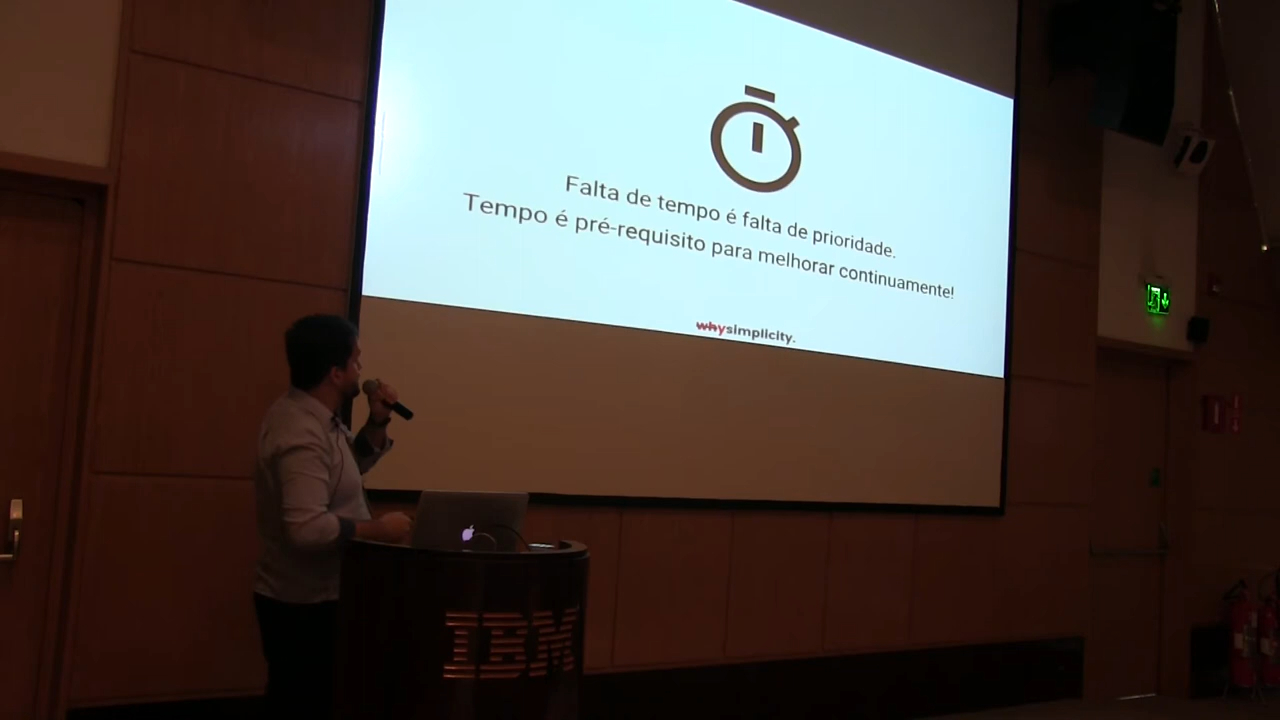 Falta de tempo é falta de prioridade.
Tempo é pré-requisito para melhorar continuamente!
whysimplicity.
IBM